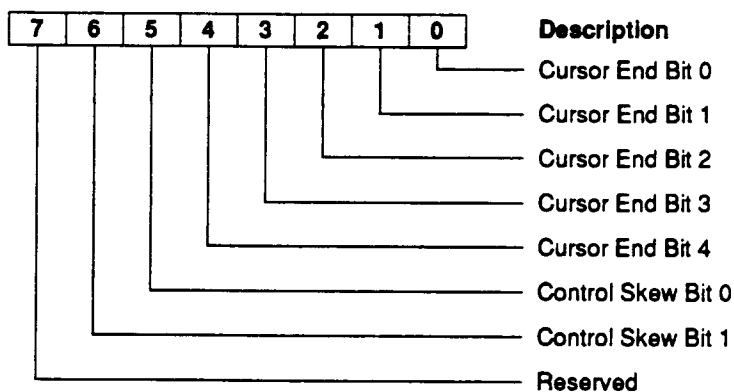 7 6 5 4 3 2 1 0 Description
Cursor End Bit 0
Cursor End Bit 1
Cursor End Bit 2
Cursor End Bit 3
Cursor End Bit 4
Control Skew Bit 0
Control Skew Bit 1
Reserved